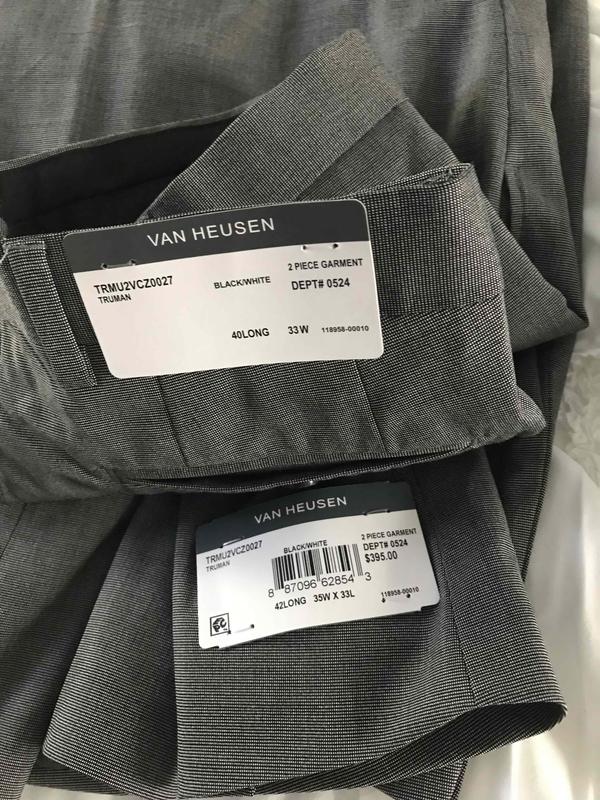 VAN HEUSEN
TRMU2VCZ0027 BLACK/WHITE 2 PIECE GARMENT
TRUMAN DEPT# 0524
40LONG 33W 118958-00010
VAN HEUSEN
TRMU2VCZ0027 BLACK/WHITE 2 PIECE GARMENT
TRUMAN DEPT# 0524
$395.00
8 87096 62854 3
42LONG 35W X 33L 118958-00010